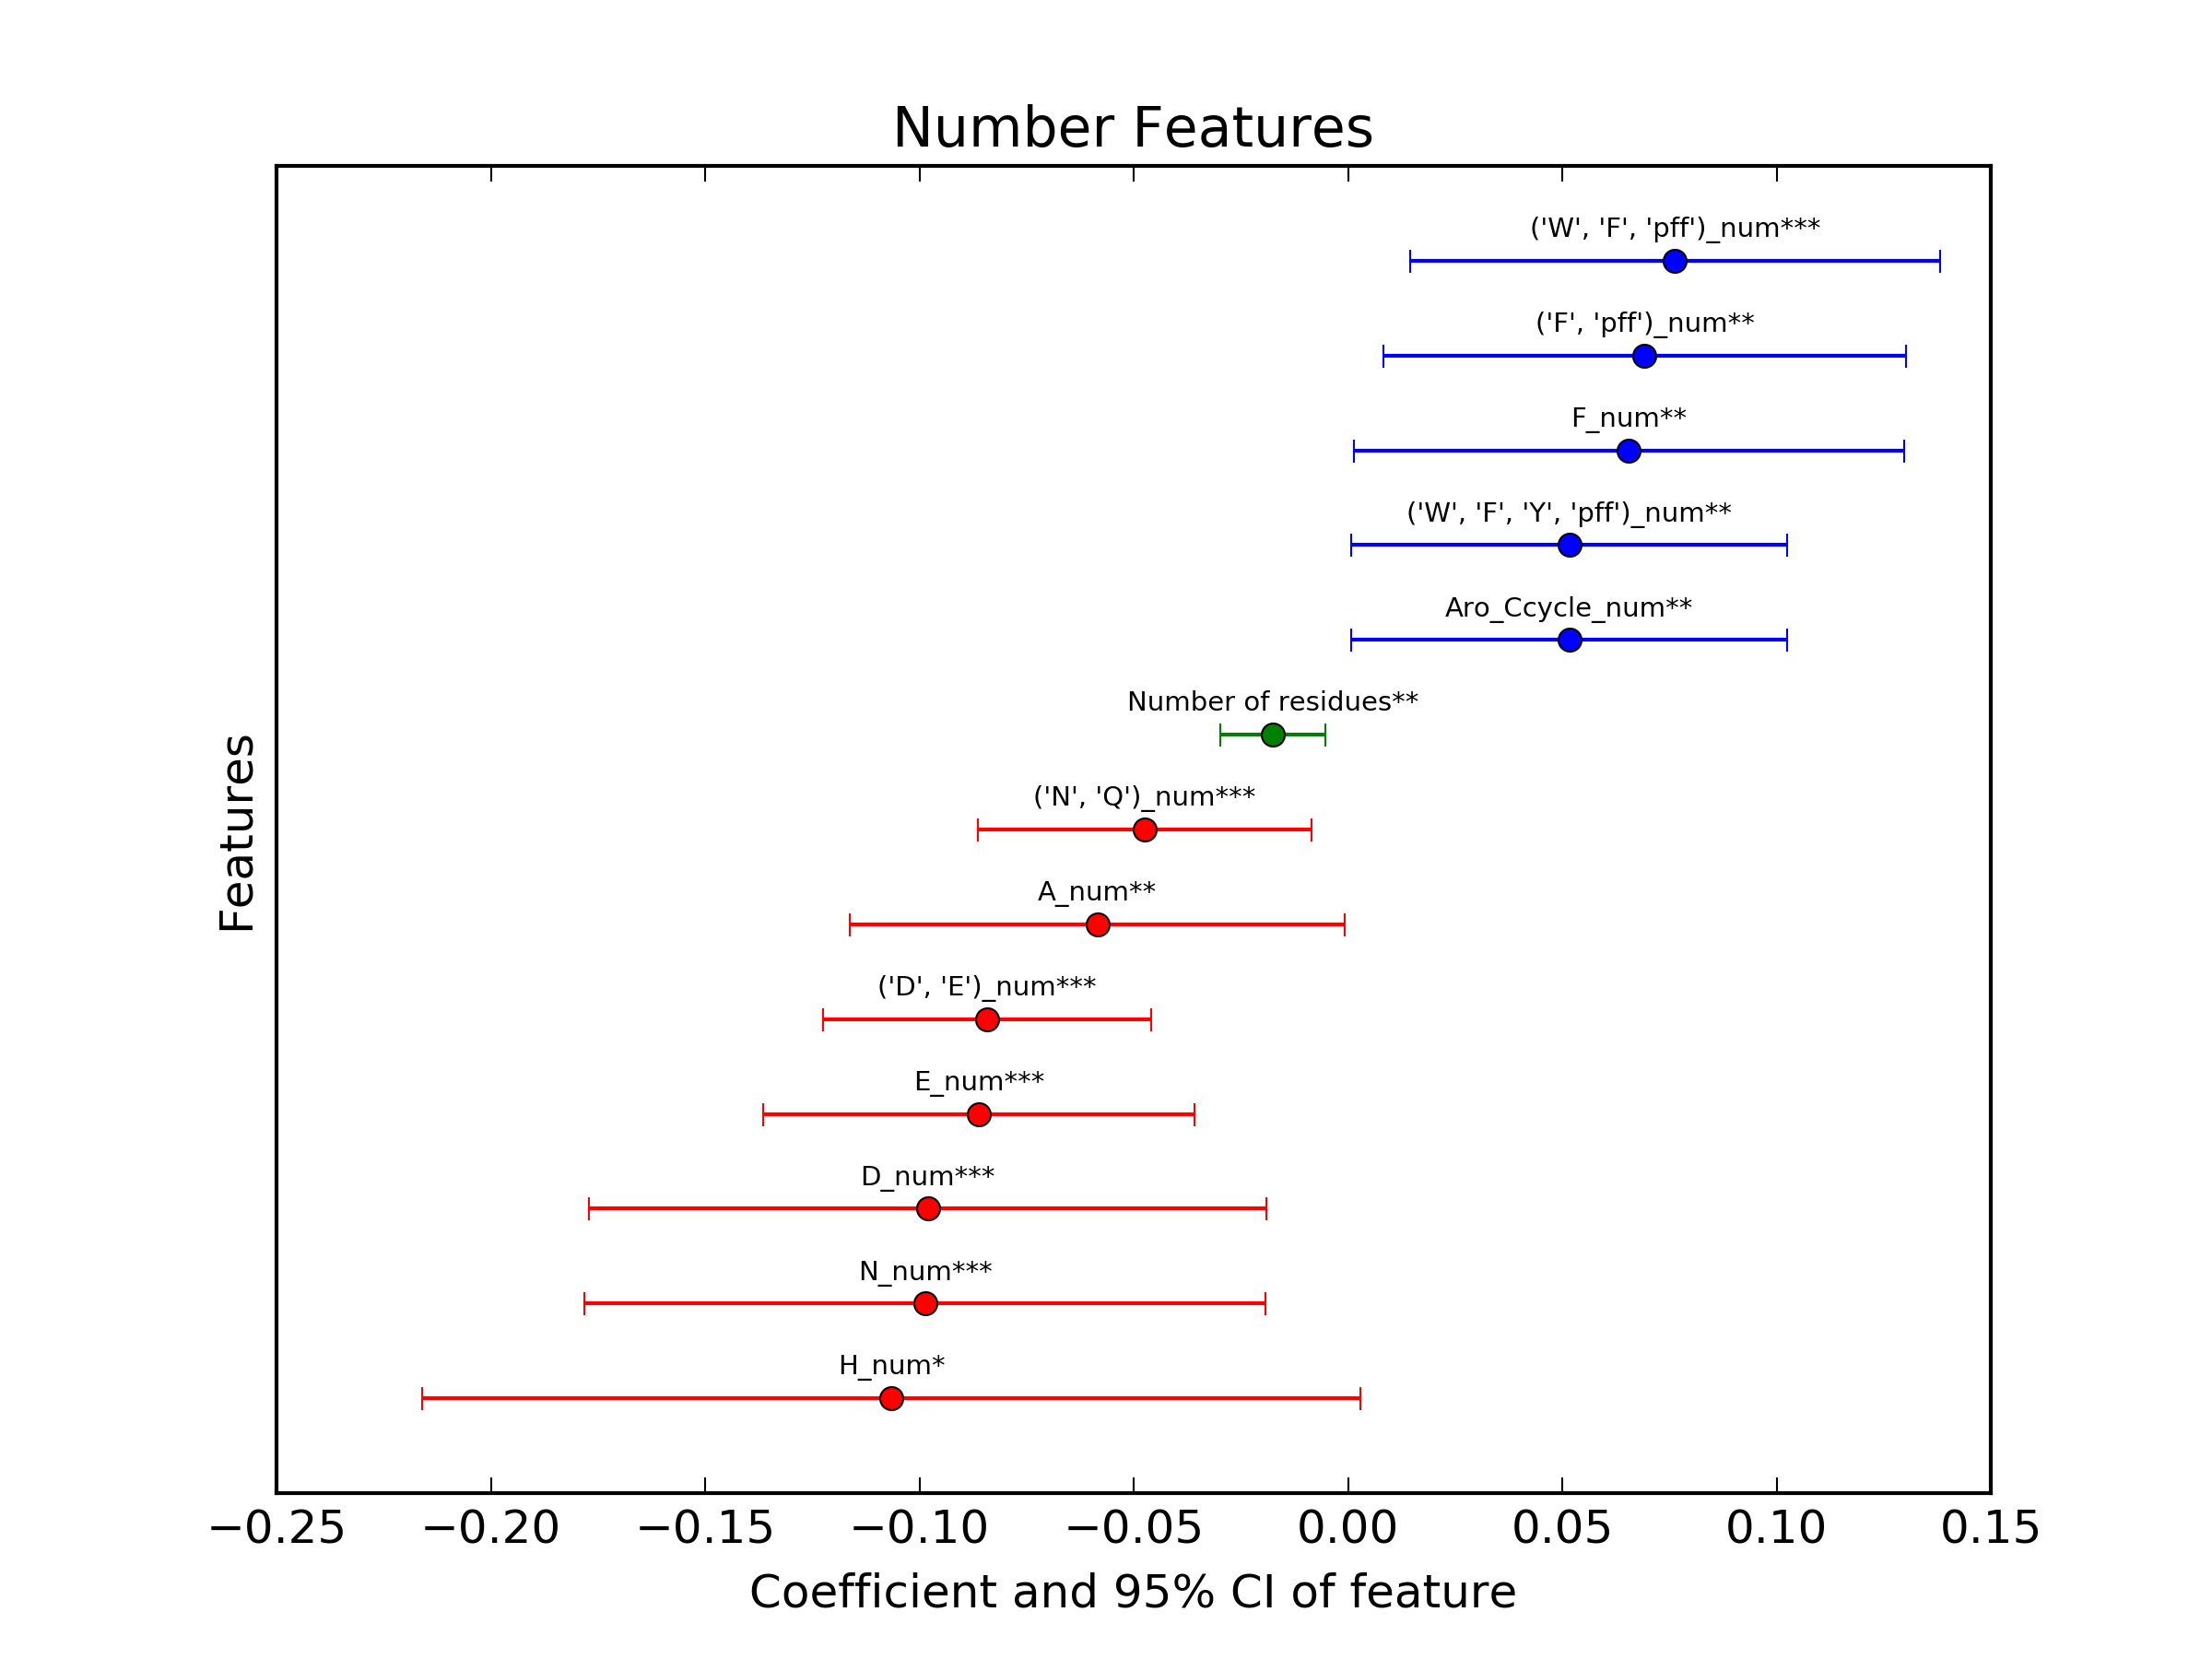 Number Features
('W', 'F', 'pff')_num***
('F', 'pff')_num**
F_num**
('W', 'F', 'Y', 'pff')_num**
Aro_Ccycle_num**
Number of residues**
('N', 'Q')_num***
A_num**
('D', 'E')_num***
E_num***
D_num***
N_num***
H_num*
Features
−0.25 −0.20 −0.15 −0.10 −0.05 0.00 0.05 0.10 0.15
Coefficient and 95% CI of feature